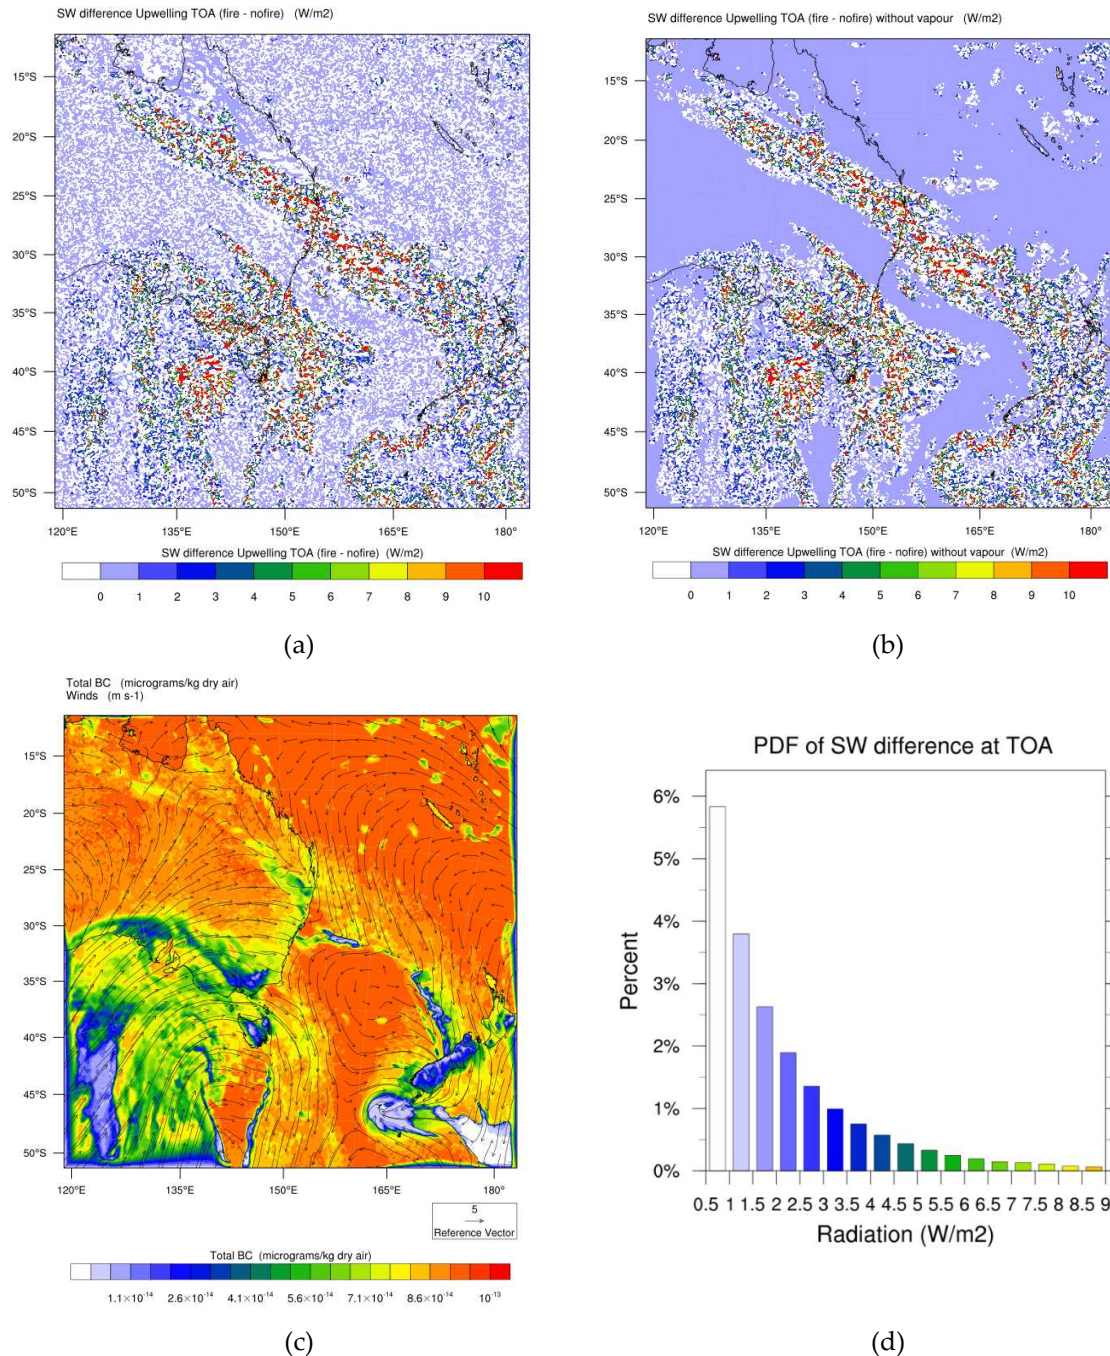 SW difference Upwelling TOA (fire - nofire) (W/m2)
15°S
20°S
25°S
30°S
35°S
40°S
45°S
50°S
120°E 135°E 150°E 165°E 180°
SW difference Upwelling TOA (fire - nofire) (W/m2)
0 1 2 3 4 5 6 7 8 9 10
(a)
SW difference Upwelling TOA (fire - nofire) without vapour (W/m2)
15°S
20°S
25°S
30°S
35°S
40°S
45°S
50°S
120°E 135°E 150°E 165°E 180°
SW difference Upwelling TOA (fire - nofire) without vapour (W/m2)
0 1 2 3 4 5 6 7 8 9 10
(b)
Total BC (micrograms/kg dry air)
Winds (m s-1)
15°S
20°S
25°S
30°S
35°S
40°S
45°S
50°S
120°E 135°E 150°E 165°E 180°
5
Reference Vector
Total BC (micrograms/kg dry air)
1.1×10⁻¹⁴ 2.6×10⁻¹⁴ 4.1×10⁻¹⁴ 5.6×10⁻¹⁴ 7.1×10⁻¹⁴ 8.6×10⁻¹⁴ 10⁻¹³
(c)
PDF of SW difference at TOA
6%
5%
4%
3%
2%
1%
0%
Percent
0.5 1 1.5 2 2.5 3 3.5 4 4.5 5 5.5 6 6.5 7 7.5 8 8.5 9
Radiation (W/m2)
(d)